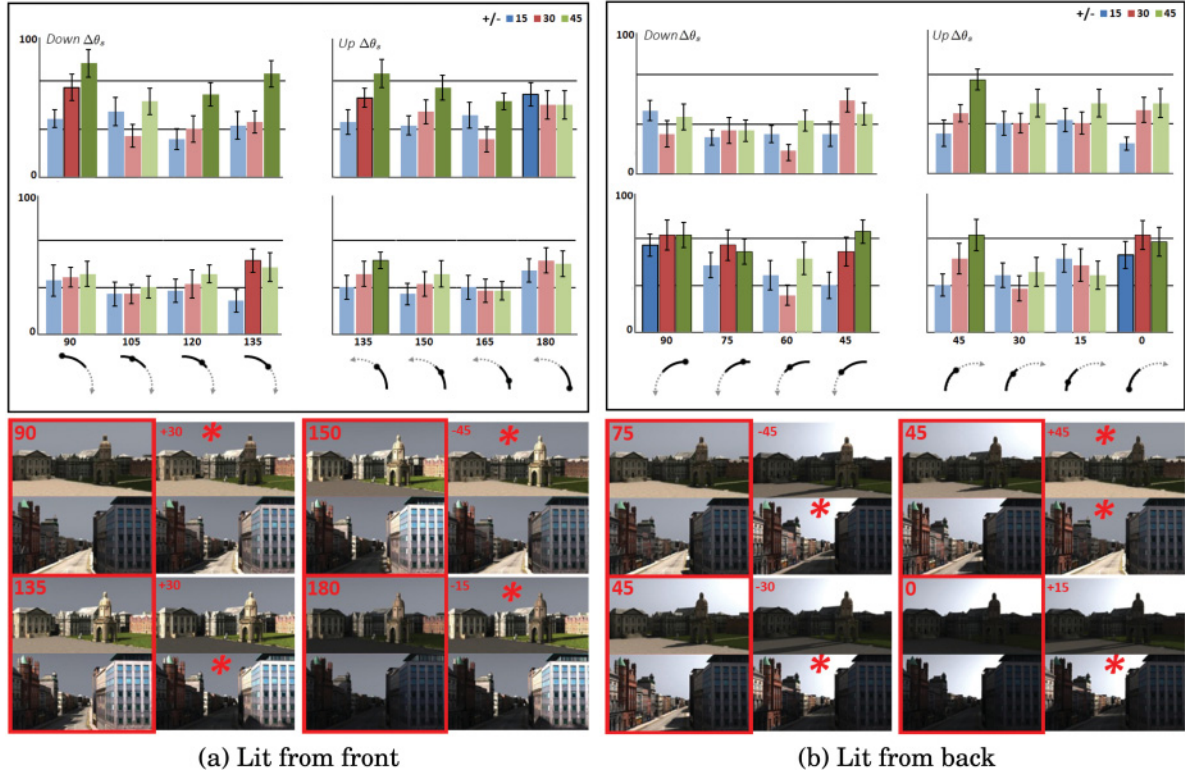 +/- 15 30 45
100
Down Δθₛ
Up Δθₛ
0
100
0
90 105 120 135
135 150 165 180
90
+30 *
150
-45 *
135
+30
*
180
-15 *
(a) Lit from front
+/- 15 30 45
100
Down Δθₛ
Up Δθₛ
0
100
0
90 75 60 45
45 30 15 0
75
-45
*
45
+45 *
*
45
-30
*
0
+15
*
(b) Lit from back